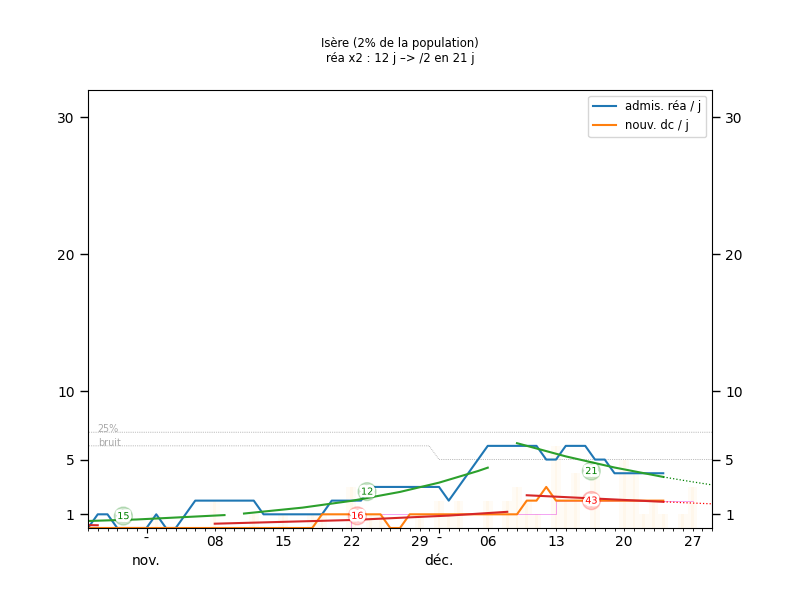 Isère (2% de la population)
réa x2 : 12 j –> /2 en 21 j
admis. réa / j
nouv. dc / j
30
30
20
20
10
10
25%
bruit
5
5
21
12
43
15
16
1
1
- 08 15 22 29 - 06 13 20 27
nov. déc.